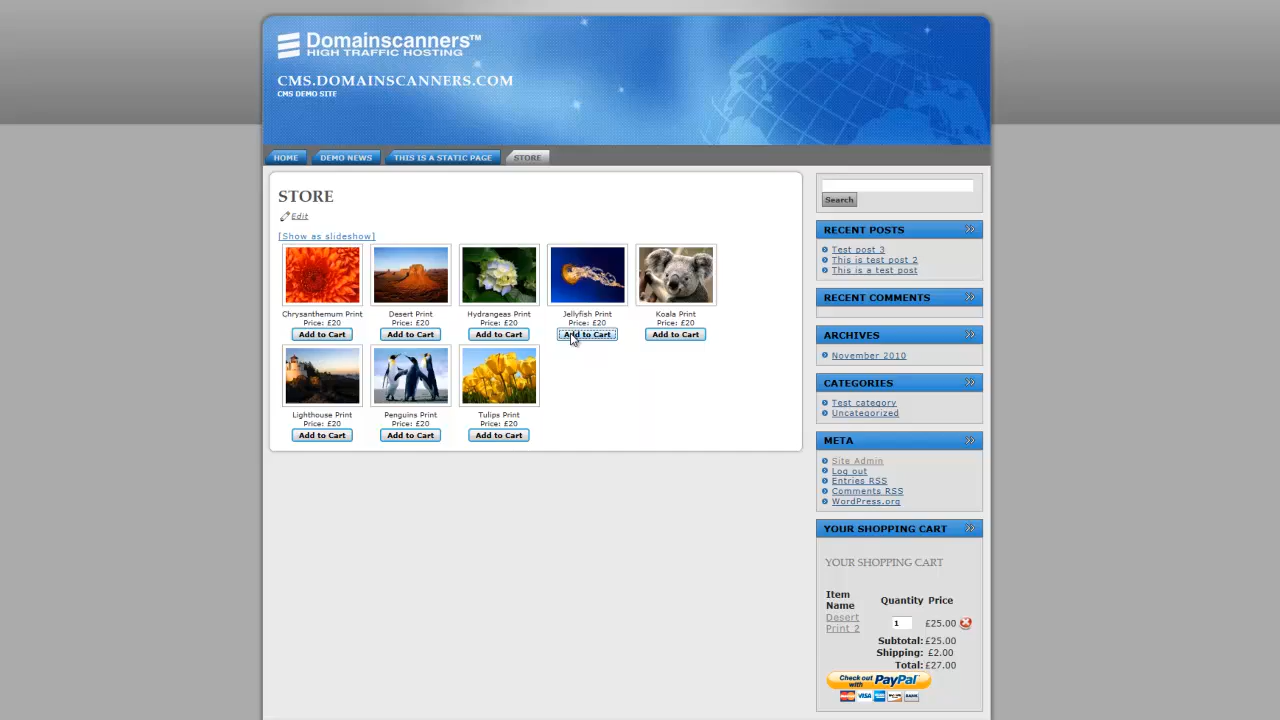 Domainscanners™
HIGH TRAFFIC HOSTING
CMS.DOMAINSCANNERS.COM
CMS DEMO SITE
HOME
DEMO NEWS
THIS IS A STATIC PAGE
STORE
STORE
Edit
[Show as slideshow]
Chrysanthemum Print
Price: £20
Add to Cart
Desert Print
Price: £20
Add to Cart
Hydrangeas Print
Price: £20
Add to Cart
Jellyfish Print
Price: £20
Add to Cart
Koala Print
Price: £20
Add to Cart
Lighthouse Print
Price: £20
Add to Cart
Penguins Print
Price: £20
Add to Cart
Tulips Print
Price: £20
Add to Cart
Search
RECENT POSTS
Test post 3
This is test post 2
This is a test post
RECENT COMMENTS
ARCHIVES
November 2010
CATEGORIES
Test category
Uncategorized
META
Site Admin
Log out
Entries RSS
Comments RSS
WordPress.org
YOUR SHOPPING CART
YOUR SHOPPING CART
Item
Name
Quantity Price
Desert
Print 2
1 £25.00
Subtotal: £25.00
Shipping: £2.00
Total: £27.00
Check out
with PayPal
VISA